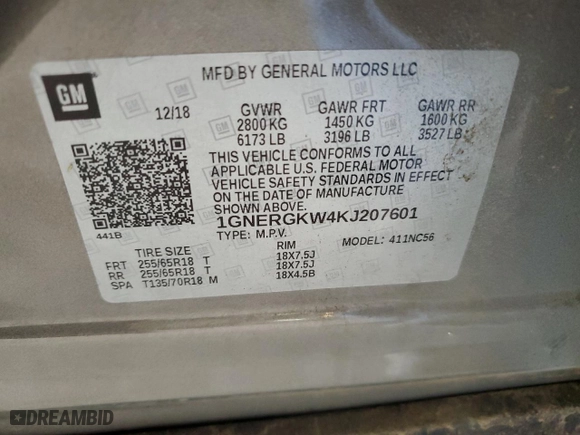 GM
MFD BY GENERAL MOTORS LLC
12/18 GVWR GAWR FRT GAWR RR
2800 KG 1450 KG 1600 KG
6173 LB 3196 LB 3527 LB
THIS VEHICLE CONFORMS TO ALL
APPLICABLE U.S. FEDERAL MOTOR
VEHICLE SAFETY STANDARDS IN EFFECT
ON THE DATE OF MANUFACTURE
SHOWN ABOVE.
1GNERGKW4KJ207601
441B TYPE: M.P.V. MODEL: 411NC56
TIRE SIZE RIM
FRT 255/65R18 T 18X7.5J
RR 255/65R18 T 18X7.5J
SPA T135/70R18 M 18X4.5B
DREAMBID